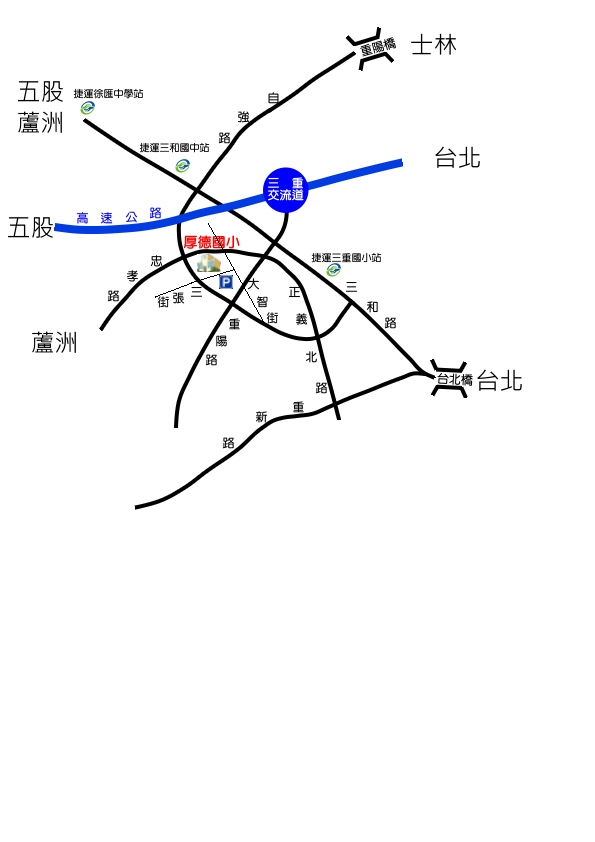 士林
重陽橋
五股
捷運徐匯中學站
自強路
蘆洲
捷運三和國中站
台北
三重
交流道
高速公路
五股
厚德國小
捷運三重國小站
忠孝路
P
大智街
三張街
正義北路
三和路
重陽路
蘆洲
台北橋
台北
重新路